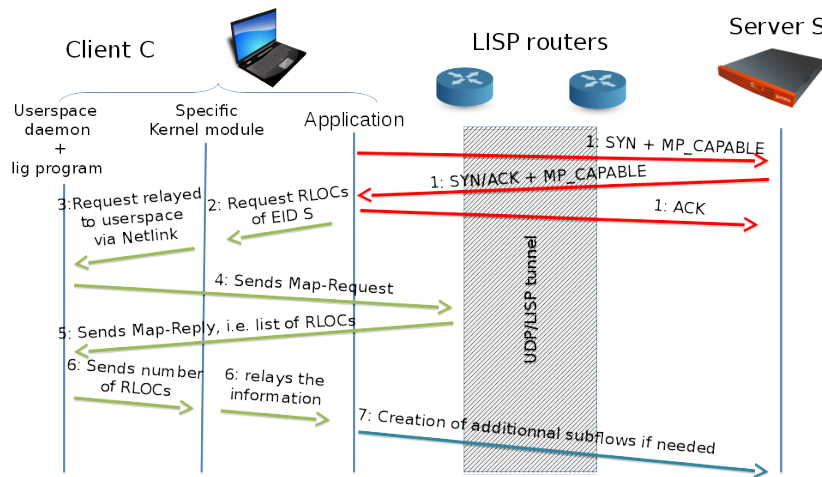 Client C
LISP routers
Server S
Userspace
daemon
+
lig program
Specific
Kernel module
Application
1: SYN + MP_CAPABLE
1: SYN/ACK + MP_CAPABLE
1: ACK
2: Request RLOCs
of EID S
3:Request relayed
to userspace
via Netlink
4: Sends Map-Request
5: Sends Map-Reply, i.e. list of RLOCs
6: Sends number
of RLOCs
6: relays the
information
7: Creation of additionnal subflows if needed
UDP/LISP tunnel